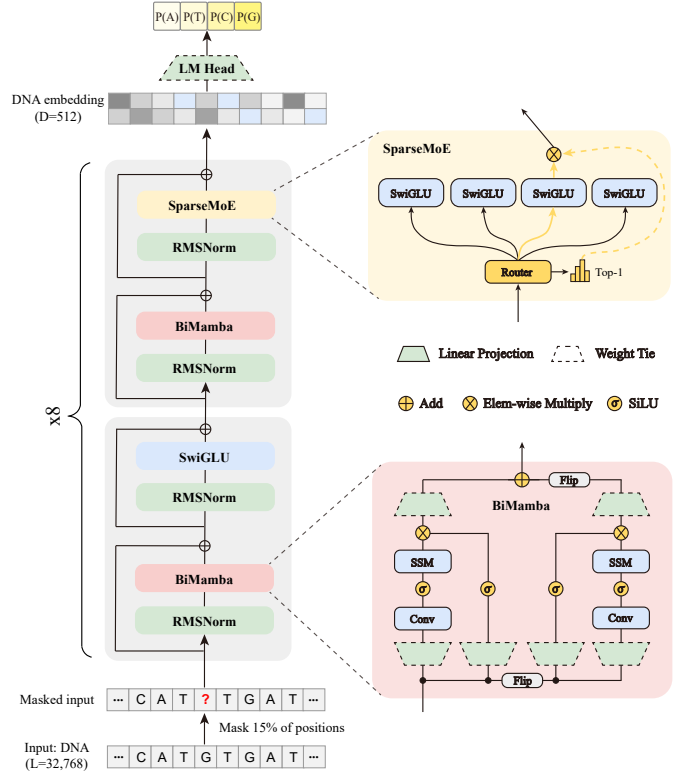 P(A) P(T) P(C) P(G)
LM Head
DNA embedding
(D=512)
SparseMoE
RMSNorm
BiMamba
RMSNorm
x8
SwiGLU
RMSNorm
BiMamba
RMSNorm
Masked input
··· C A T ? T G A T ···
Mask 15% of positions
Input: DNA
(L=32,768)
··· C A T G T G A T ···
SparseMoE
SwiGLU SwiGLU SwiGLU SwiGLU
Router
Top-1
Linear Projection
Weight Tie
Add
Elem-wise Multiply
σ SiLU
Flip
BiMamba
SSM SSM
σ σ σ σ
Conv Conv
Flip